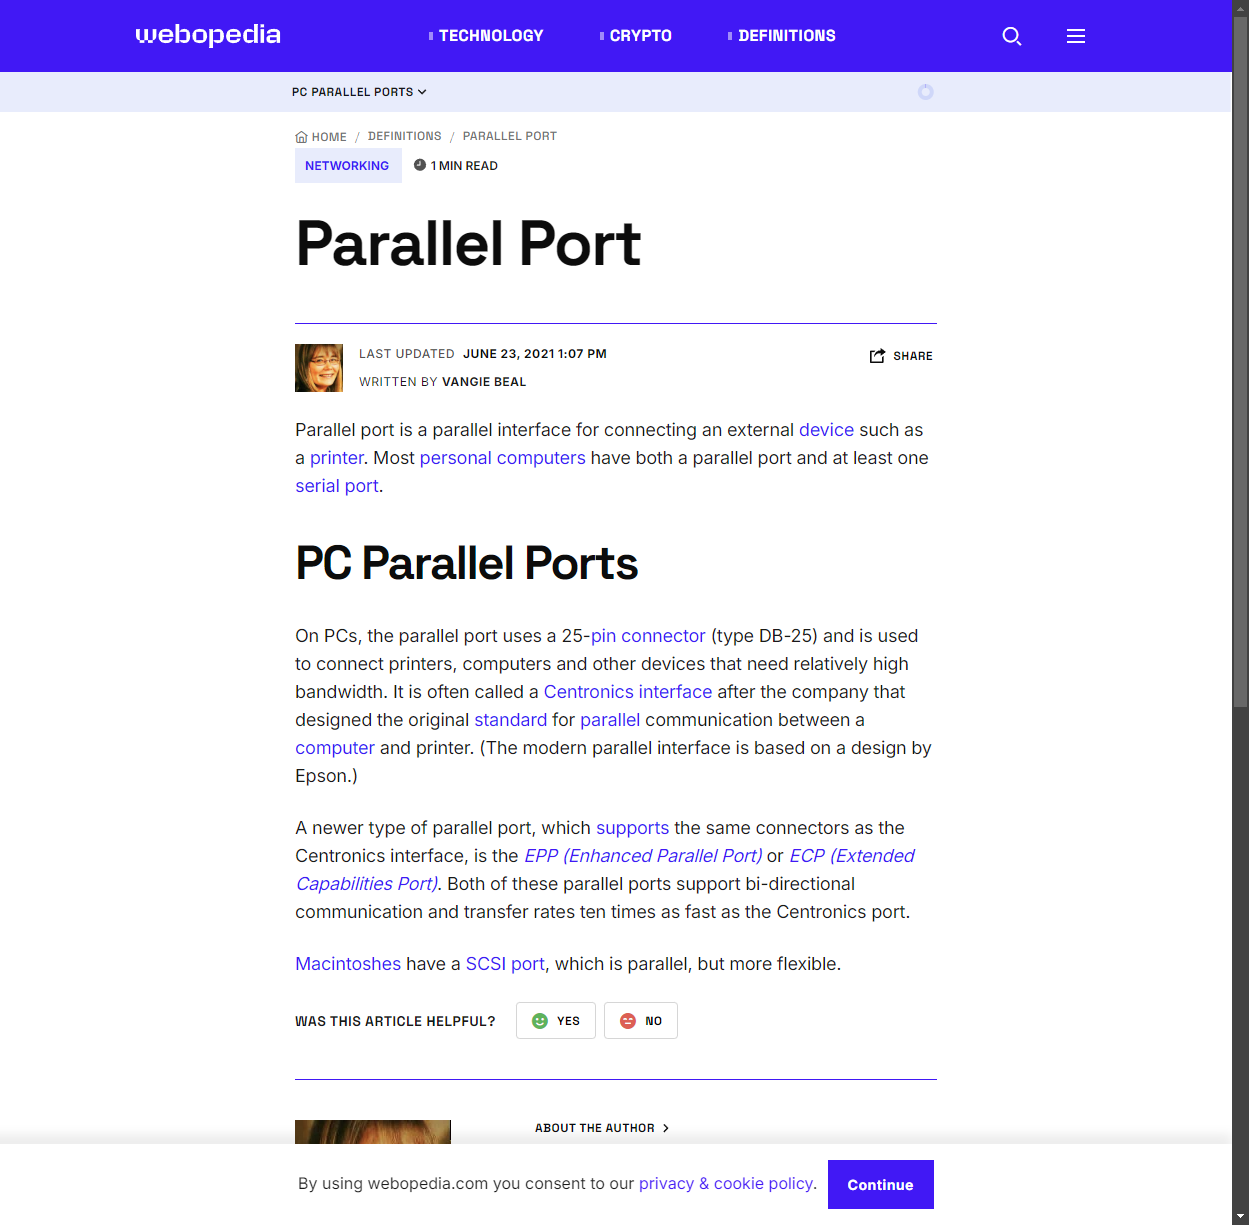 webopedia
TECHNOLOGY
CRYPTO
DEFINITIONS
PC PARALLEL PORTS
HOME / DEFINITIONS / PARALLEL PORT
NETWORKING
1 MIN READ
Parallel Port
LAST UPDATED JUNE 23, 2021 1:07 PM
SHARE
WRITTEN BY VANGIE BEAL
Parallel port is a parallel interface for connecting an external device such as
a printer. Most personal computers have both a parallel port and at least one
serial port.
PC Parallel Ports
On PCs, the parallel port uses a 25-pin connector (type DB-25) and is used
to connect printers, computers and other devices that need relatively high
bandwidth. It is often called a Centronics interface after the company that
designed the original standard for parallel communication between a
computer and printer. (The modern parallel interface is based on a design by
Epson.)
A newer type of parallel port, which supports the same connectors as the
Centronics interface, is the EPP (Enhanced Parallel Port) or ECP (Extended
Capabilities Port). Both of these parallel ports support bi-directional
communication and transfer rates ten times as fast as the Centronics port.
Macintoshes have a SCSI port, which is parallel, but more flexible.
WAS THIS ARTICLE HELPFUL?
YES
NO
ABOUT THE AUTHOR
By using webopedia.com you consent to our privacy & cookie policy.
Continue